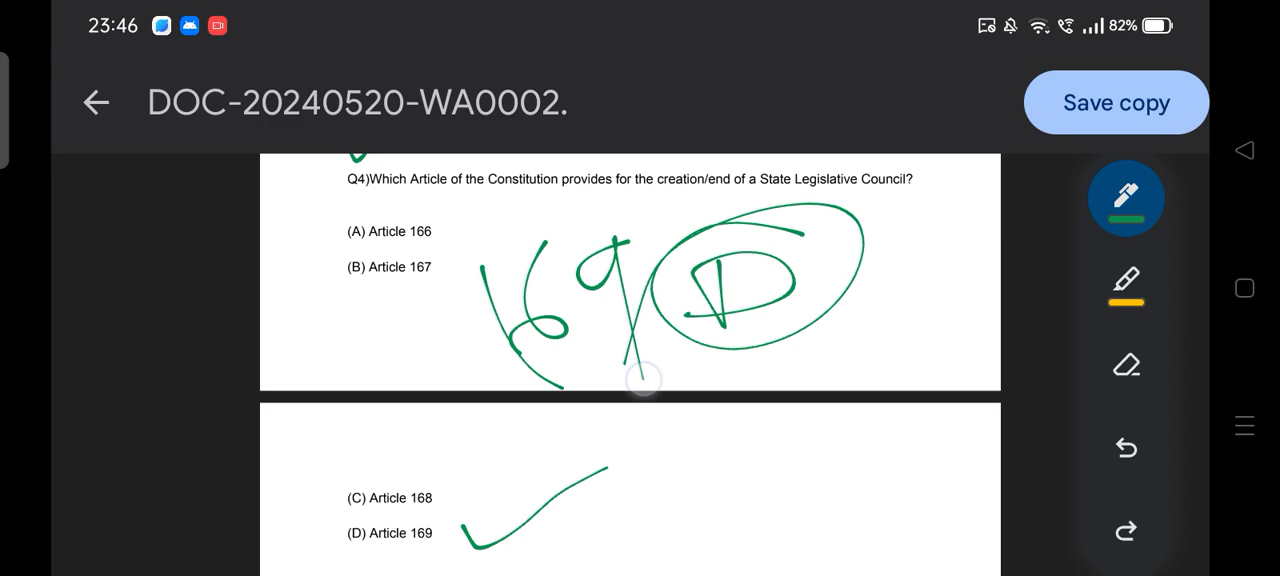 23:46
82%
DOC-20240520-WA0002.
Save copy
Q4)Which Article of the Constitution provides for the creation/end of a State Legislative Council?
(A) Article 166
(B) Article 167
169 D
(C) Article 168
(D) Article 169